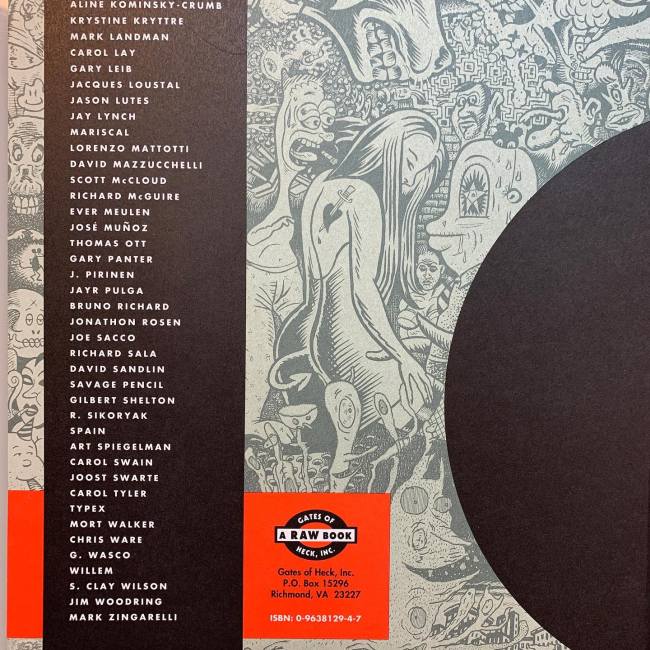 ALINE KOMINSKY-CRUMB
KRYSTINE KRYTTRE
MARK LANDMAN
CAROL LAY
GARY LEIB
JACQUES LOUSTAL
JASON LUTES
JAY LYNCH
MARISCAL
LORENZO MATTOTTI
DAVID MAZZUCCHELLI
SCOTT McCLOUD
RICHARD McGUIRE
EVER MEULEN
JOSÉ MUÑOZ
THOMAS OTT
GARY PANTER
J. PIRINEN
JAYR PULGA
BRUNO RICHARD
JONATHON ROSEN
JOE SACCO
RICHARD SALA
DAVID SANDLIN
SAVAGE PENCIL
GILBERT SHELTON
R. SIKORYAK
SPAIN
ART SPIEGELMAN
CAROL SWAIN
JOOST SWARTE
CAROL TYLER
TYPEX
MORT WALKER
CHRIS WARE
G. WASCO
WILLEM
S. CLAY WILSON
JIM WOODRING
MARK ZINGARELLI
GATES OF
A RAW BOOK
HECK, INC.
Gates of Heck, Inc.
P.O. Box 15296
Richmond, VA 23227
ISBN: 0-9638129-4-7